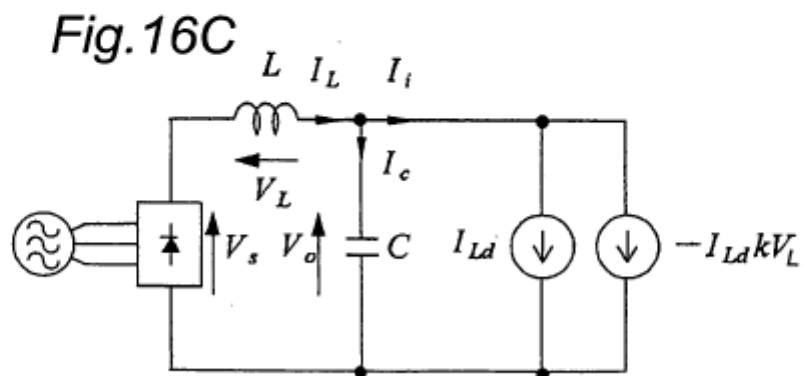 Fig.16C
L
I_L
I_i
I_c
V_L
V_s
V_o
C
I_Ld
−I_Ld kV_L